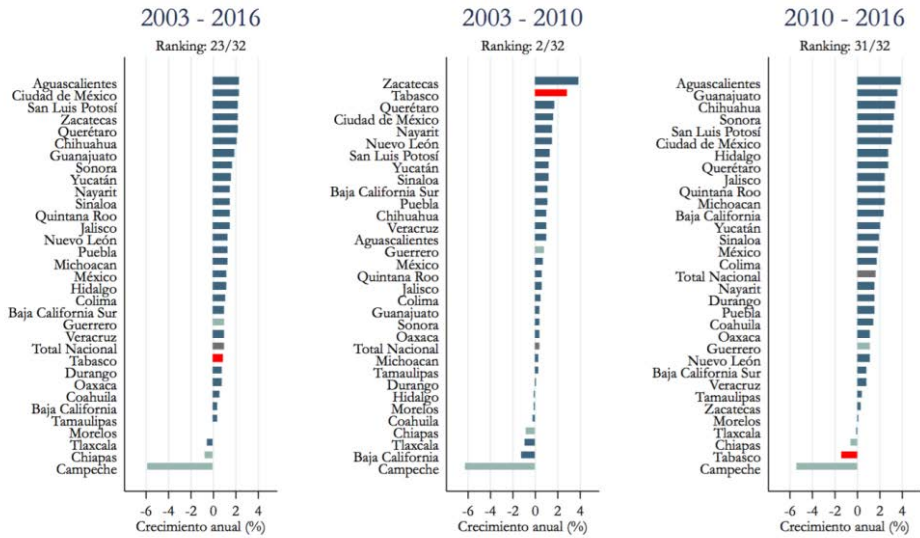 2003 - 2016
Ranking: 23/32
Aguascalientes
Ciudad de México
San Luis Potosí
Zacatecas
Querétaro
Chihuahua
Guanajuato
Sonora
Yucatán
Nayarit
Sinaloa
Quintana Roo
Jalisco
Nuevo León
Puebla
Michoacan
México
Hidalgo
Colima
Baja California Sur
Guerrero
Veracruz
Total Nacional
Tabasco
Durango
Oaxaca
Coahuila
Baja California
Tamaulipas
Morelos
Tlaxcala
Chiapas
Campeche
-6 -4 -2 0 2 4
Crecimiento anual (%)
2003 - 2010
Ranking: 2/32
Zacatecas
Tabasco
Querétaro
Ciudad de México
Nayarit
Nuevo León
San Luis Potosí
Yucatán
Sinaloa
Baja California Sur
Puebla
Chihuahua
Veracruz
Aguascalientes
Guerrero
México
Quintana Roo
Jalisco
Colima
Guanajuato
Sonora
Oaxaca
Total Nacional
Michoacan
Tamaulipas
Durango
Hidalgo
Morelos
Coahuila
Chiapas
Tlaxcala
Baja California
Campeche
-6 -4 -2 0 2 4
Crecimiento anual (%)
2010 - 2016
Ranking: 31/32
Aguascalientes
Guanajuato
Chihuahua
Sonora
San Luis Potosí
Ciudad de México
Hidalgo
Querétaro
Jalisco
Quintana Roo
Michoacan
Baja California
Yucatán
Sinaloa
México
Colima
Total Nacional
Nayarit
Durango
Puebla
Coahuila
Oaxaca
Guerrero
Nuevo León
Baja California Sur
Veracruz
Tamaulipas
Zacatecas
Morelos
Tlaxcala
Chiapas
Tabasco
Campeche
-6 -4 -2 0 2 4
Crecimiento anual (%)